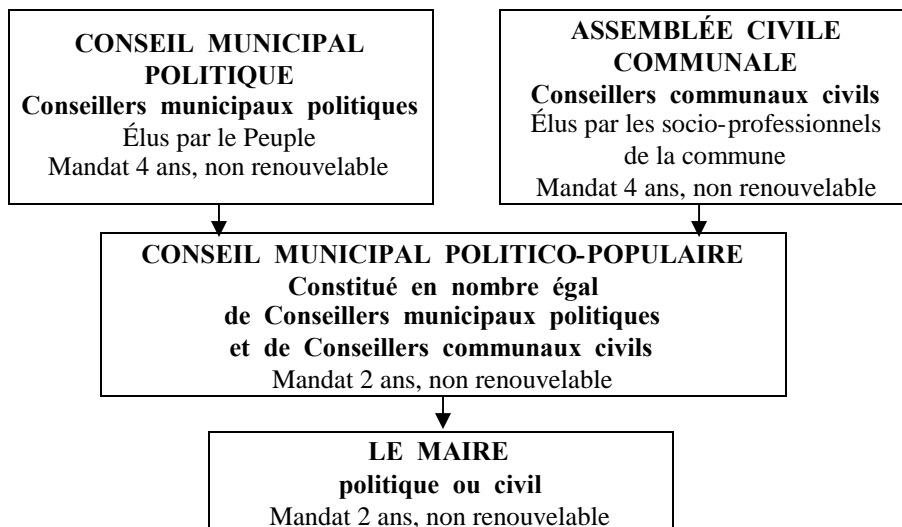 CONSEIL MUNICIPAL
POLITIQUE
Conseillers municipaux politiques
Élus par le Peuple
Mandat 4 ans, non renouvelable
ASSEMBLÉE CIVILE
COMMUNALE
Conseillers communaux civils
Élus par les socio-professionnels
de la commune
Mandat 4 ans, non renouvelable
CONSEIL MUNICIPAL POLITICO-POPULAIRE
Constitué en nombre égal
de Conseillers municipaux politiques
et de Conseillers communaux civils
Mandat 2 ans, non renouvelable
LE MAIRE
politique ou civil
Mandat 2 ans, non renouvelable